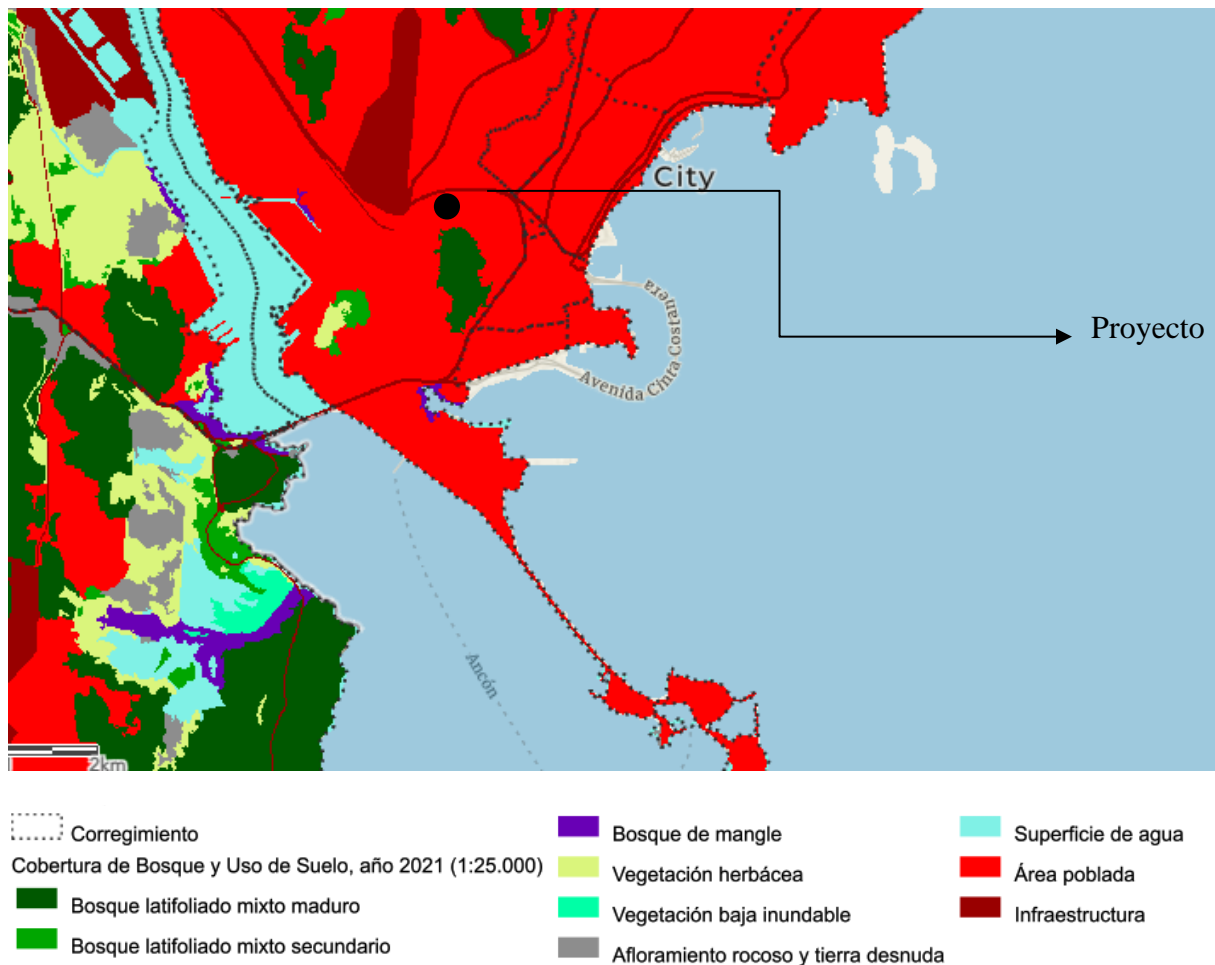 City
Avenida Cinta Costanera
Proyecto
Ancón
2km
Corregimiento
Cobertura de Bosque y Uso de Suelo, año 2021 (1:25.000)
Bosque latifoliado mixto maduro
Bosque latifoliado mixto secundario
Bosque de mangle
Vegetación herbácea
Vegetación baja inundable
Afloramiento rocoso y tierra desnuda
Superficie de agua
Área poblada
Infraestructura